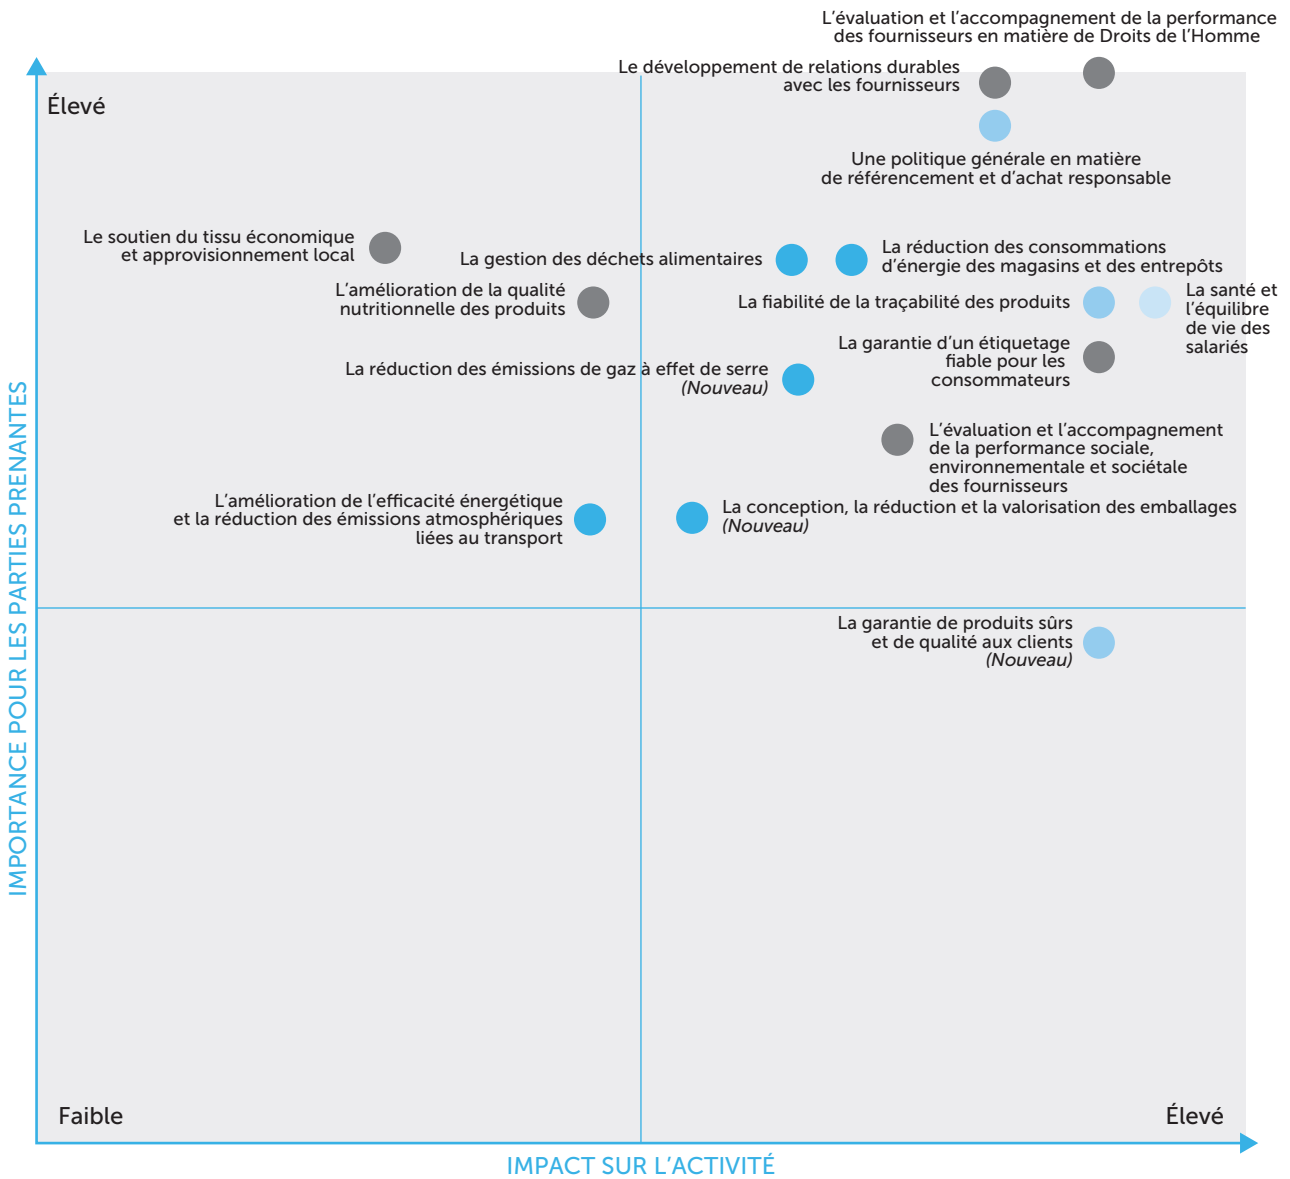 L'évaluation et l'accompagnement de la performance
des fournisseurs en matière de Droits de l'Homme
Le développement de relations durables
avec les fournisseurs
Élevé
Une politique générale en matière
de référencement et d'achat responsable
Le soutien du tissu économique
et approvisionnement local
La gestion des déchets alimentaires
La réduction des consommations
d'énergie des magasins et des entrepôts
L'amélioration de la qualité
nutritionnelle des produits
La fiabilité de la traçabilité des produits
La santé et
l'équilibre
de vie des
salariés
La garantie d'un étiquetage
fiable pour les
consommateurs
La réduction des émissions de gaz à effet de serre
(Nouveau)
L'évaluation et l'accompagnement
de la performance sociale,
environnementale et sociétale
des fournisseurs
L'amélioration de l'efficacité énergétique
et la réduction des émissions atmosphériques
liées au transport
La conception, la réduction et la valorisation des emballages
(Nouveau)
La garantie de produits sûrs
et de qualité aux clients
(Nouveau)
IMPORTANCE POUR LES PARTIES PRENANTES
Faible
Élevé
IMPACT SUR L'ACTIVITÉ